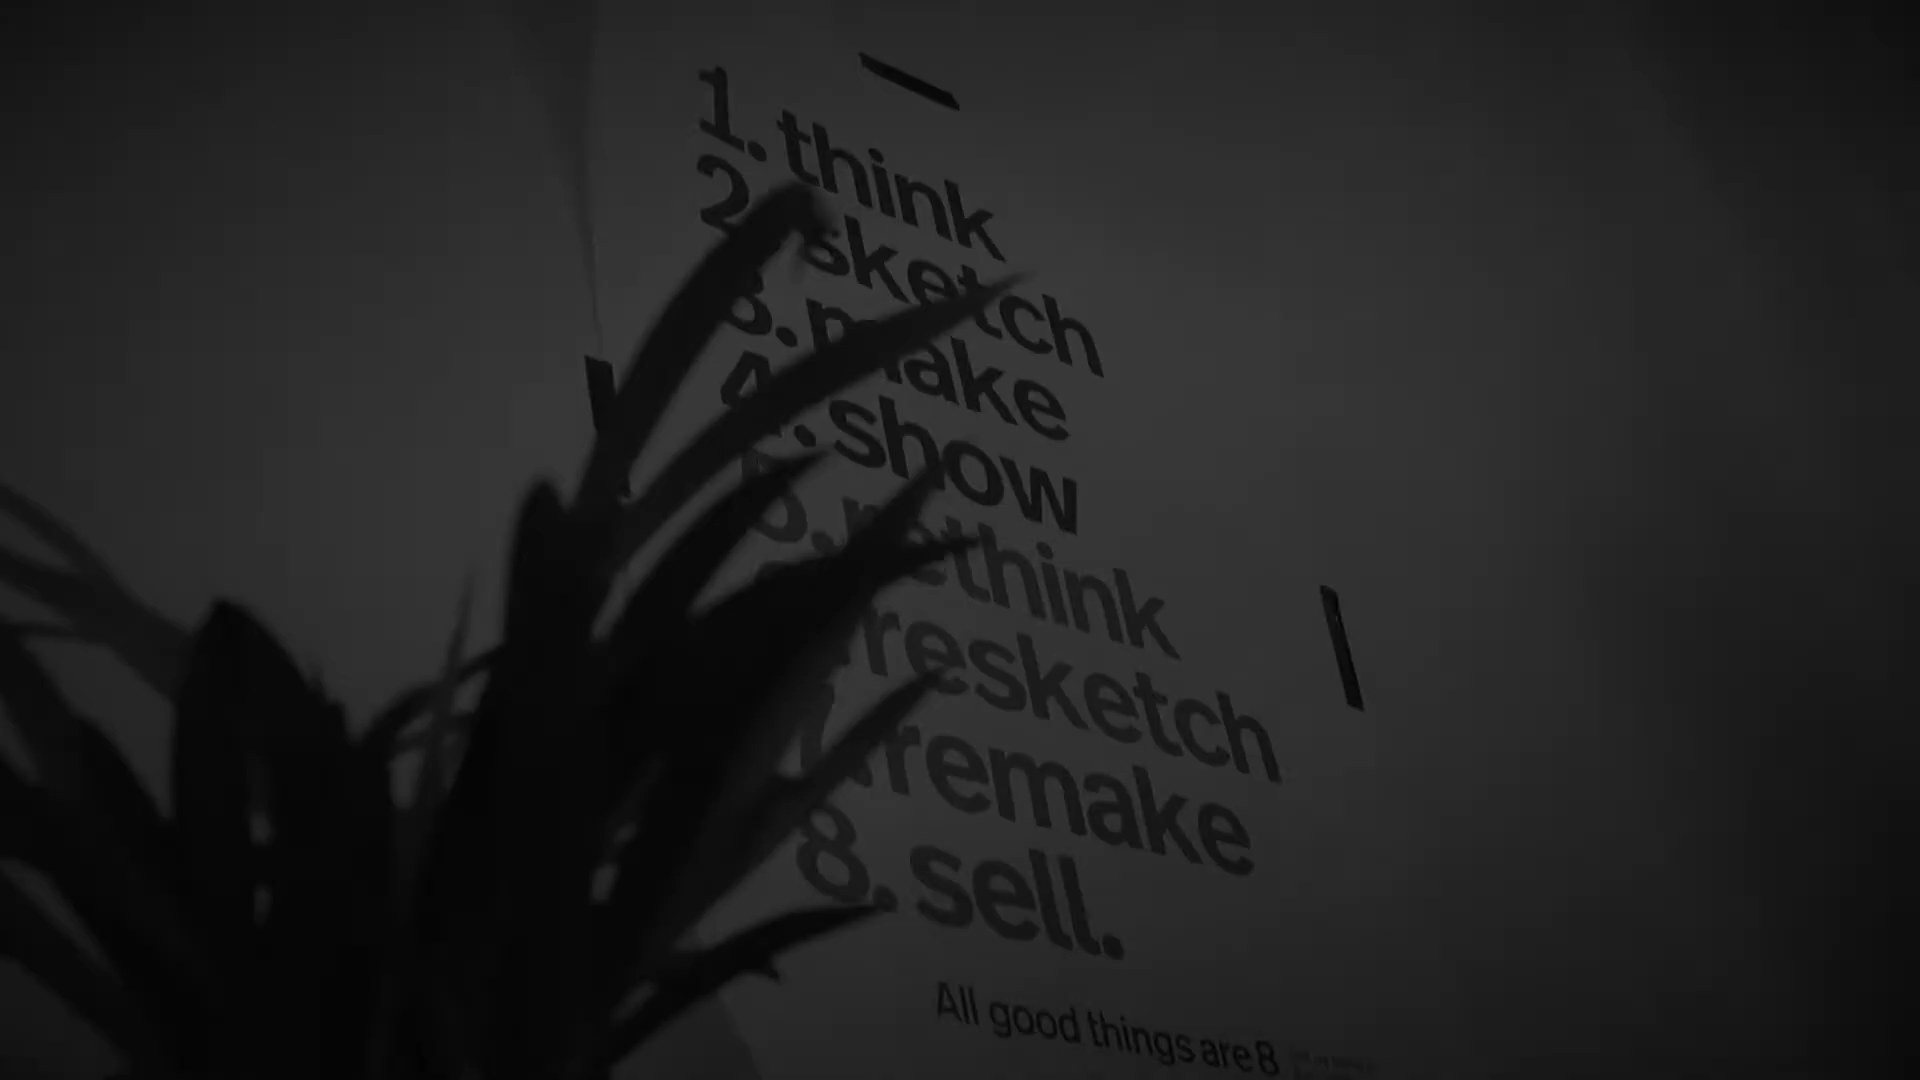 1. think
2. sketch
3. make
4. show
5. rethink
resketch
7. remake
8. sell.
All good things are 8